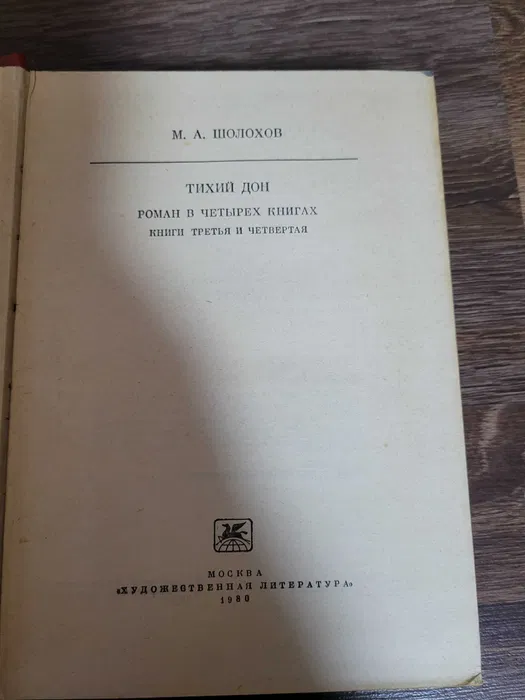 М. А. ШОЛОХОВ
ТИХИЙ ДОН
РОМАН В ЧЕТЫРЕХ КНИГАХ
КНИГИ ТРЕТЬЯ И ЧЕТВЕРТАЯ
МОСКВА
«ХУДОЖЕСТВЕННАЯ ЛИТЕРАТУРА»
1980